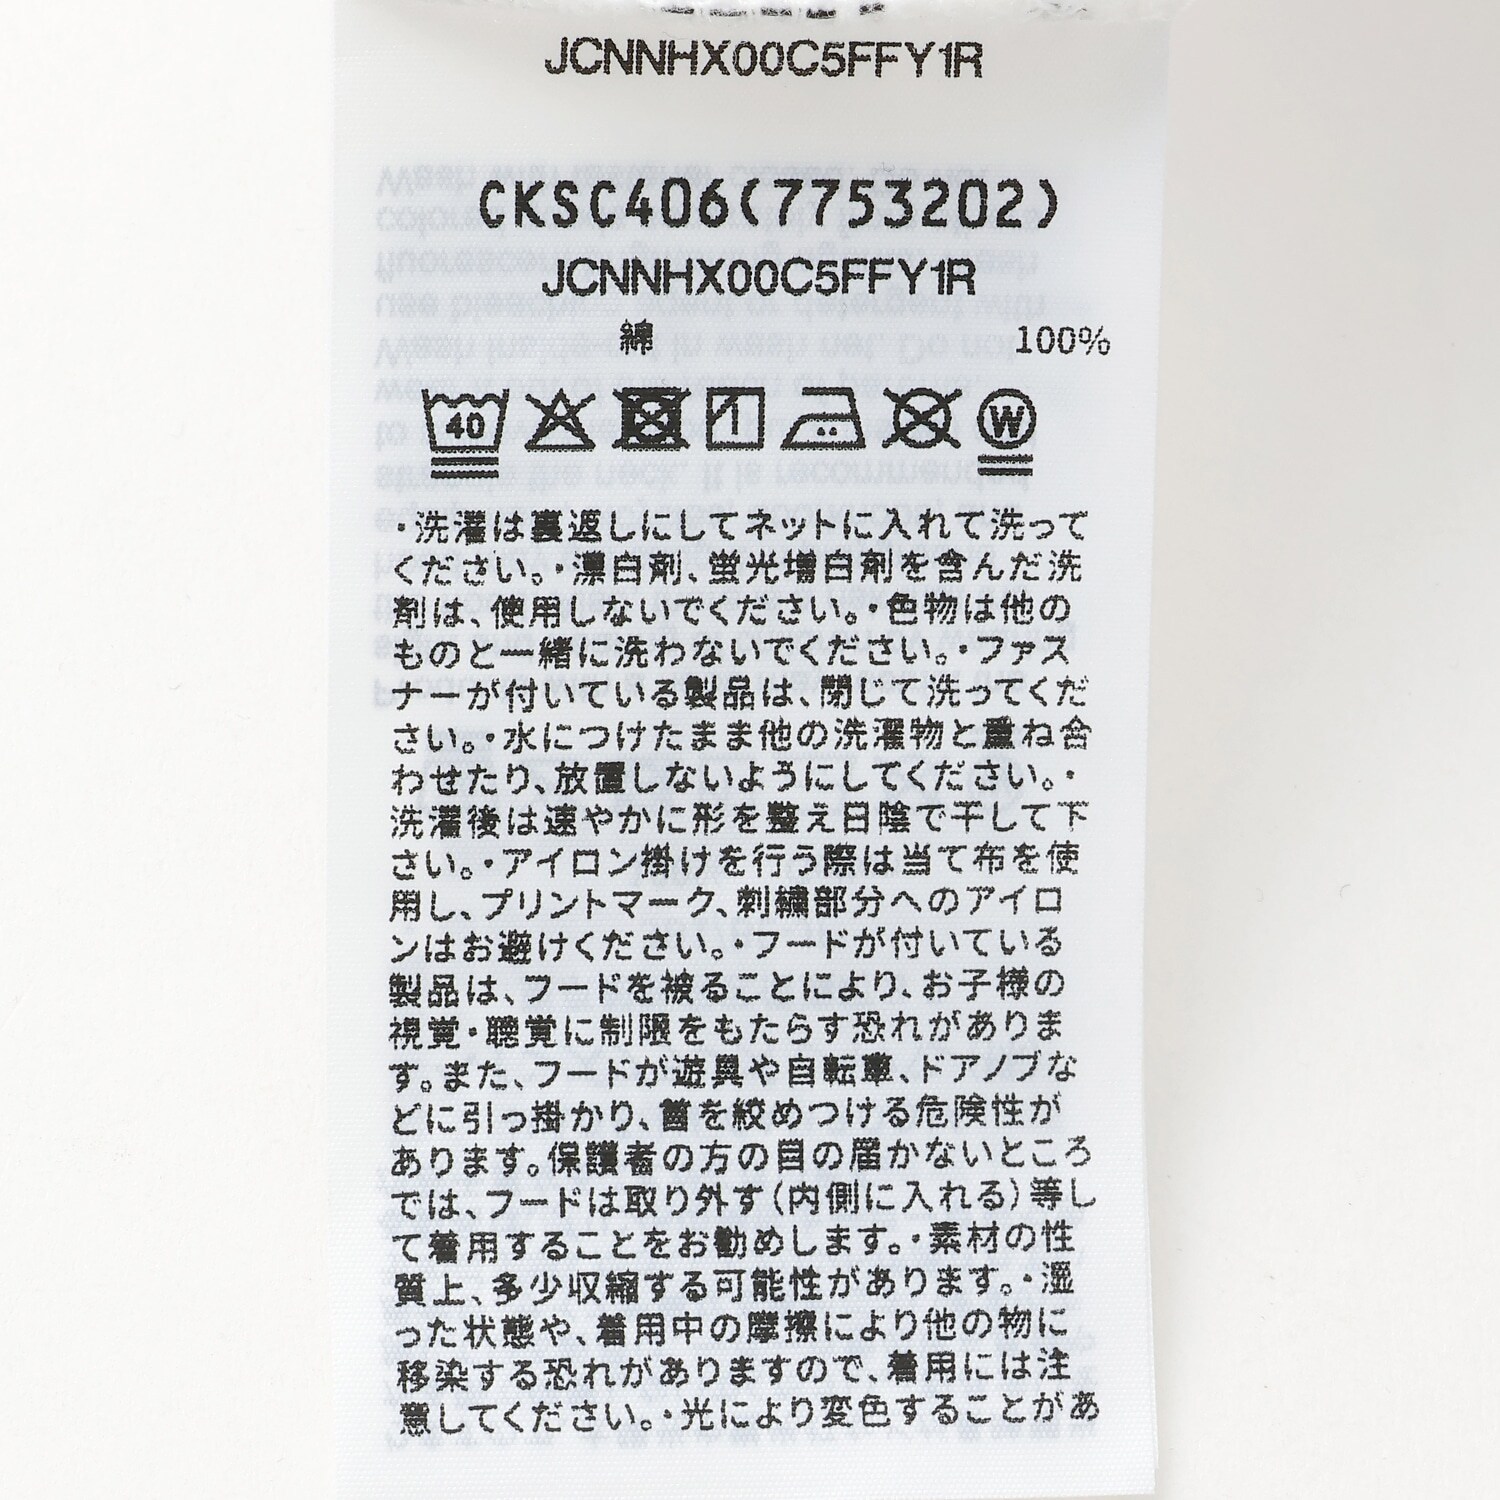 JCNNHX00C5FFY1R
CKSC406(7753202)
JCNNHX00C5FFY1R
綿 100%
40 W
・洗濯は裏返しにしてネットに入れて洗って
ください。・漂白剤、蛍光増白剤を含んだ洗
剤は、使用しないでください。・色物は他の
ものと一緒に洗わないでください。・ファス
ナーが付いている製品は、閉じて洗ってくだ
さい。・水につけたまま他の洗濯物と重ね合
わせたり、放置しないようにしてください。・
洗濯後は速やかに形を整え日陰で干して下
さい。・アイロン掛けを行う際は当て布を使
用し、プリントマーク、刺繍部分へのアイロ
ンはお避けください。・フードが付いている
製品は、フードを被ることにより、お子様の
視覚・聴覚に制限をもたらす恐れがありま
す。また、フードが遊具や自転車、ドアノブな
どに引っ掛かり、首を絞めつける危険性が
あります。保護者の方の目の届かないところ
では、フードは取り外す(内側に入れる)等し
て着用することをお勧めします。・素材の性
質上、多少収縮する可能性があります。・湿
った状態や、着用中の摩擦により他の物に
移染する恐れがありますので、着用には注
意してください。・光により変色することがあ